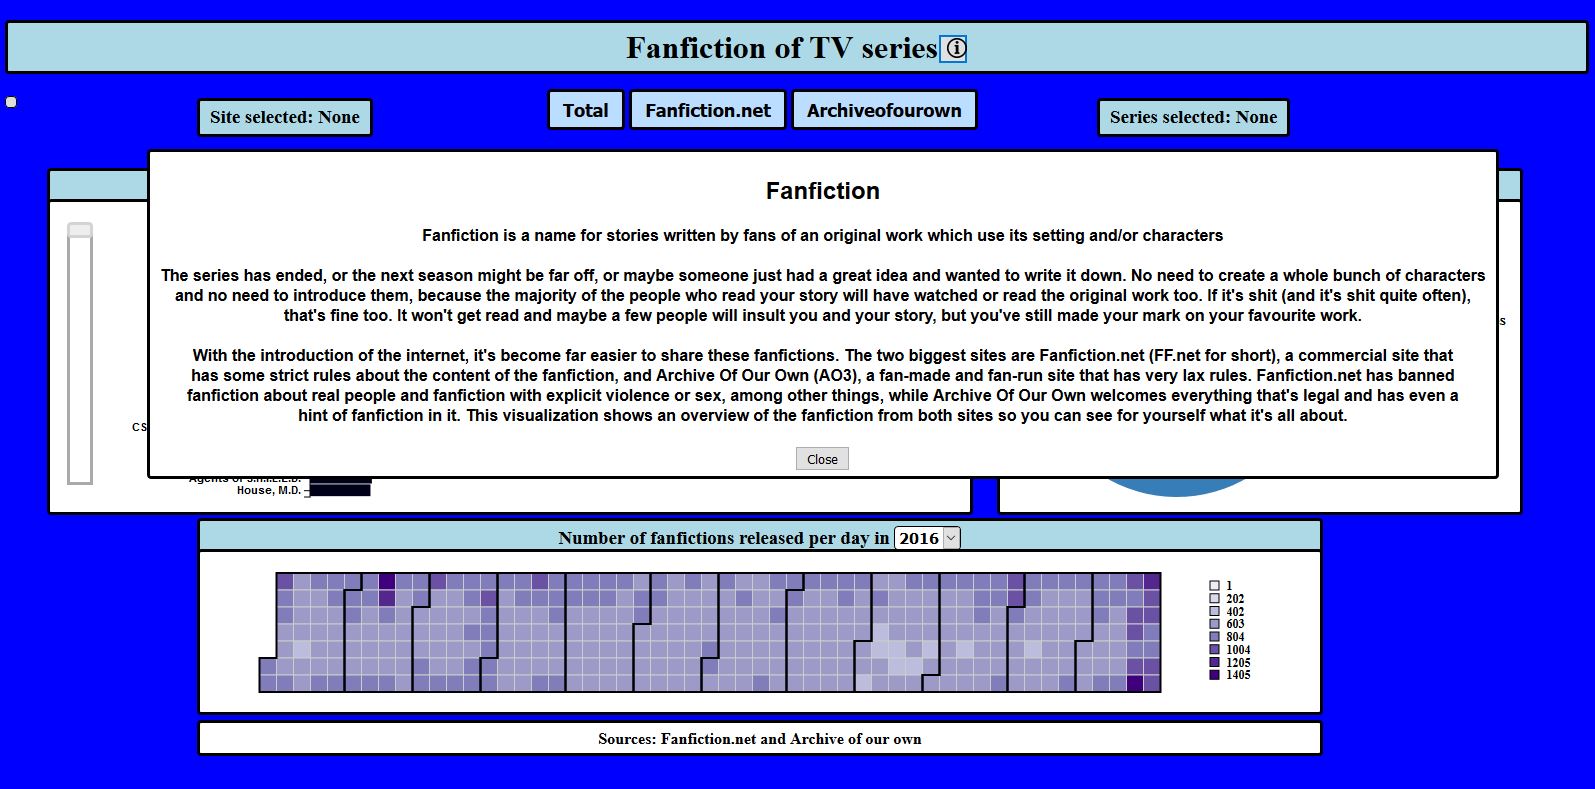 Fanfiction of TV series
Site selected: None
Total
Fanfiction.net
Archiveofourown
Series selected: None
Fanfiction
Fanfiction is a name for stories written by fans of an original work which use its setting and/or characters
The series has ended, or the next season might be far off, or maybe someone just had a great idea and wanted to write it down. No need to create a whole bunch of characters
and no need to introduce them, because the majority of the people who read your story will have watched or read the original work too. If it's shit (and it's shit quite often),
that's fine too. It won't get read and maybe a few people will insult you and your story, but you've still made your mark on your favourite work.
With the introduction of the internet, it's become far easier to share these fanfictions. The two biggest sites are Fanfiction.net (FF.net for short), a commercial site that
has some strict rules about the content of the fanfiction, and Archive Of Our Own (AO3), a fan-made and fan-run site that has very lax rules. Fanfiction.net has banned
fanfiction about real people and fanfiction with explicit violence or sex, among other things, while Archive Of Our Own welcomes everything that's legal and has even a
hint of fanfiction in it. This visualization shows an overview of the fanfiction from both sites so you can see for yourself what it's all about.
Close
CS
s
Agents of S.H.I.E.L.D.
House, M.D.
Number of fanfictions released per day in 2016
1
202
402
603
804
1004
1205
1405
Sources: Fanfiction.net and Archive of our own